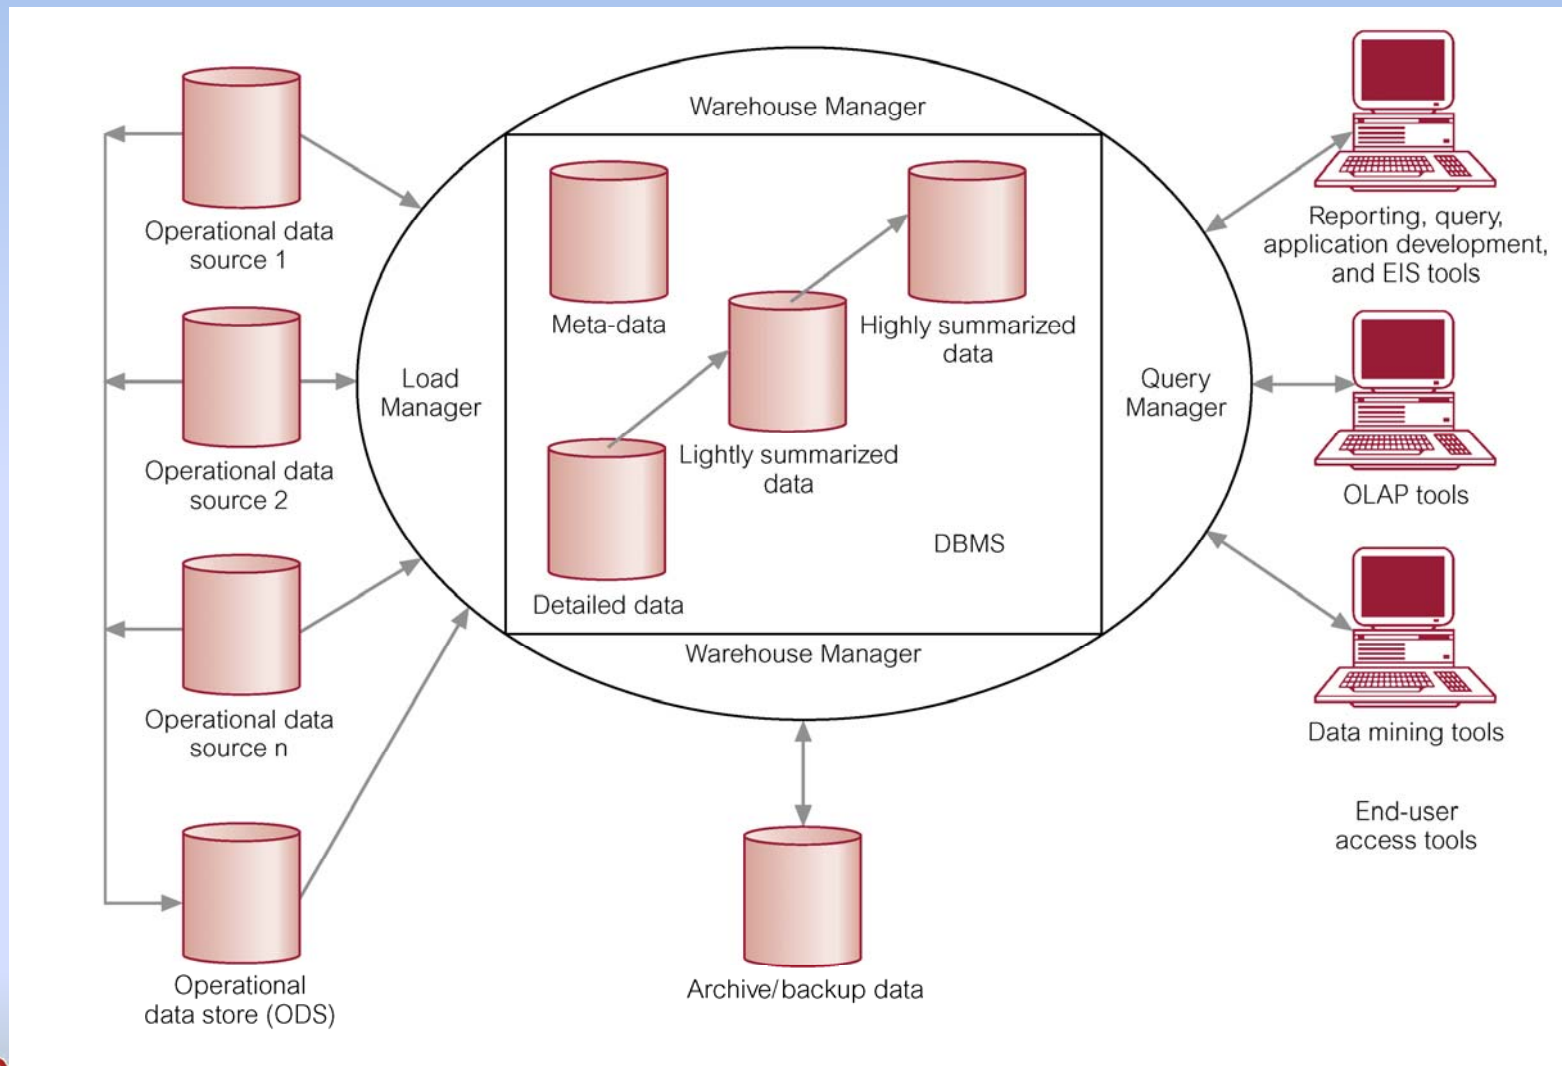 Warehouse Manager
Operational data
source 1
Operational data
source 2
Operational data
source n
Operational
data store (ODS)
Load
Manager
Meta-data
Highly summarized
data
Lightly summarized
data
Detailed data
DBMS
Query
Manager
Warehouse Manager
Archive/backup data
Reporting, query,
application development,
and EIS tools
OLAP tools
Data mining tools
End-user
access tools